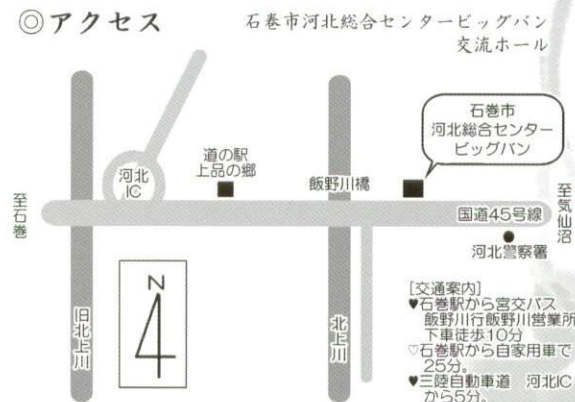 ◎アクセス
石巻市河北総合センタービッグバン
交流ホール
石巻市
河北総合センター
ビッグバン
河北
IC
道の駅
上品の郷
飯野川橋
至石巻
国道45号線
至気仙沼
河北警察署
旧北上川
N
北上川
[交通案内]
♥石巻駅から宮交バス
飯野川行飯野川営業所
下車徒歩10分
♡石巻駅から自家用車で
25分。
♥三陸自動車道 河北IC
から5分。